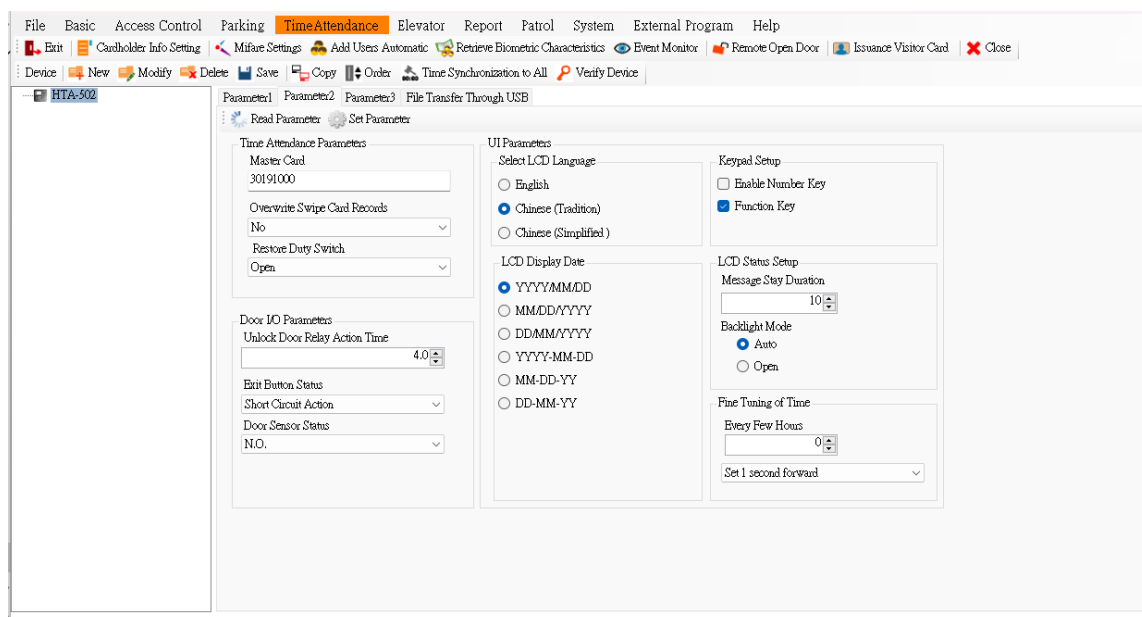 File Basic Access Control Parking TimeAttendance Elevator Report Patrol System External Program Help
Exit Cardholder Info Setting Mifare Settings Add Users Automatic Retrieve Biometric Characteristics Event Monitor Remote Open Door Issuance Visitor Card Close
Device New Modify Delete Save Copy Order Time Synchronization to All Verify Device
HTA-502
Parameter1 Parameter2 Parameter3 File Transfer Through USB
Read Parameter Set Parameter
Time Attendance Parameters
Master Card
30191000
Overwrite Swipe Card Records
No
Restore Duty Switch
Open
Door I/O Parameters
Unlock Door Relay Action Time
4.0
Exit Button Status
Short Circuit Action
Door Sensor Status
N.O.
UI Parameters
Select LCD Language
English
Chinese (Tradition)
Chinese (Simplified )
LCD Display Date
YYYY/MM/DD
MM/DD/YYYY
DD/MM/YYYY
YYYY-MM-DD
MM-DD-YY
DD-MM-YY
Keypad Setup
Enable Number Key
Function Key
LCD Status Setup
Message Stay Duration
10
Backlight Mode
Auto
Open
Fine Tuning of Time
Every Few Hours
0
Set 1 second forward